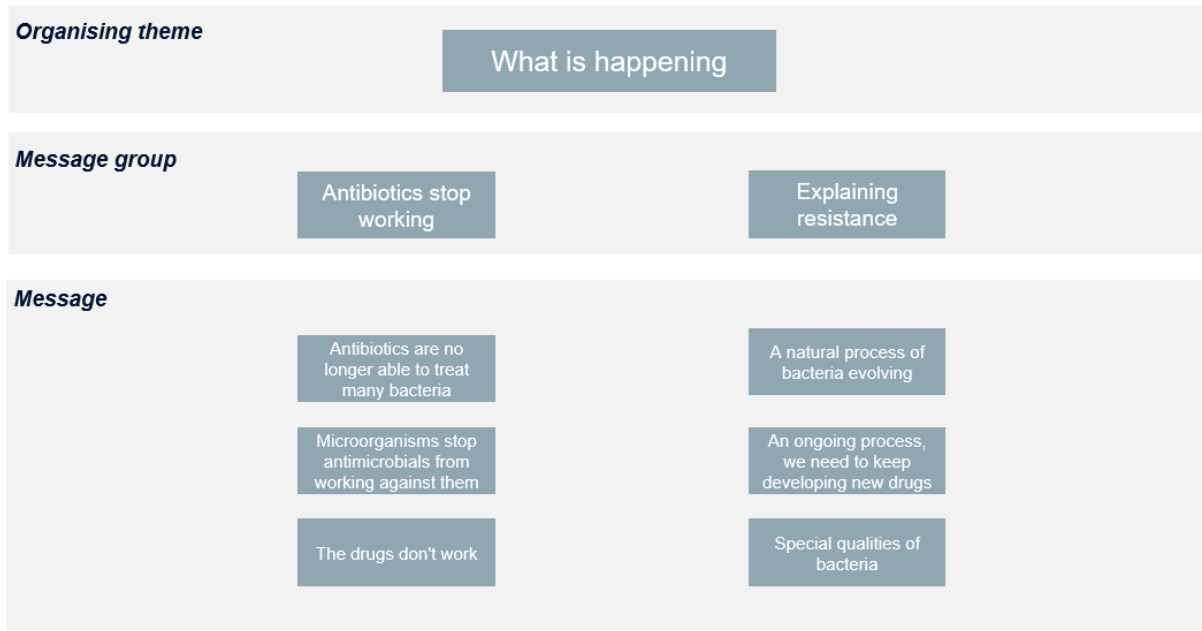 Organising theme
What is happening
Message group
Antibiotics stop
working
Explaining
resistance
Message
Antibiotics are no
longer able to treat
many bacteria
Microorganisms stop
antimicrobials from
working against them
The drugs don't work
A natural process of
bacteria evolving
An ongoing process,
we need to keep
developing new drugs
Special qualities of
bacteria